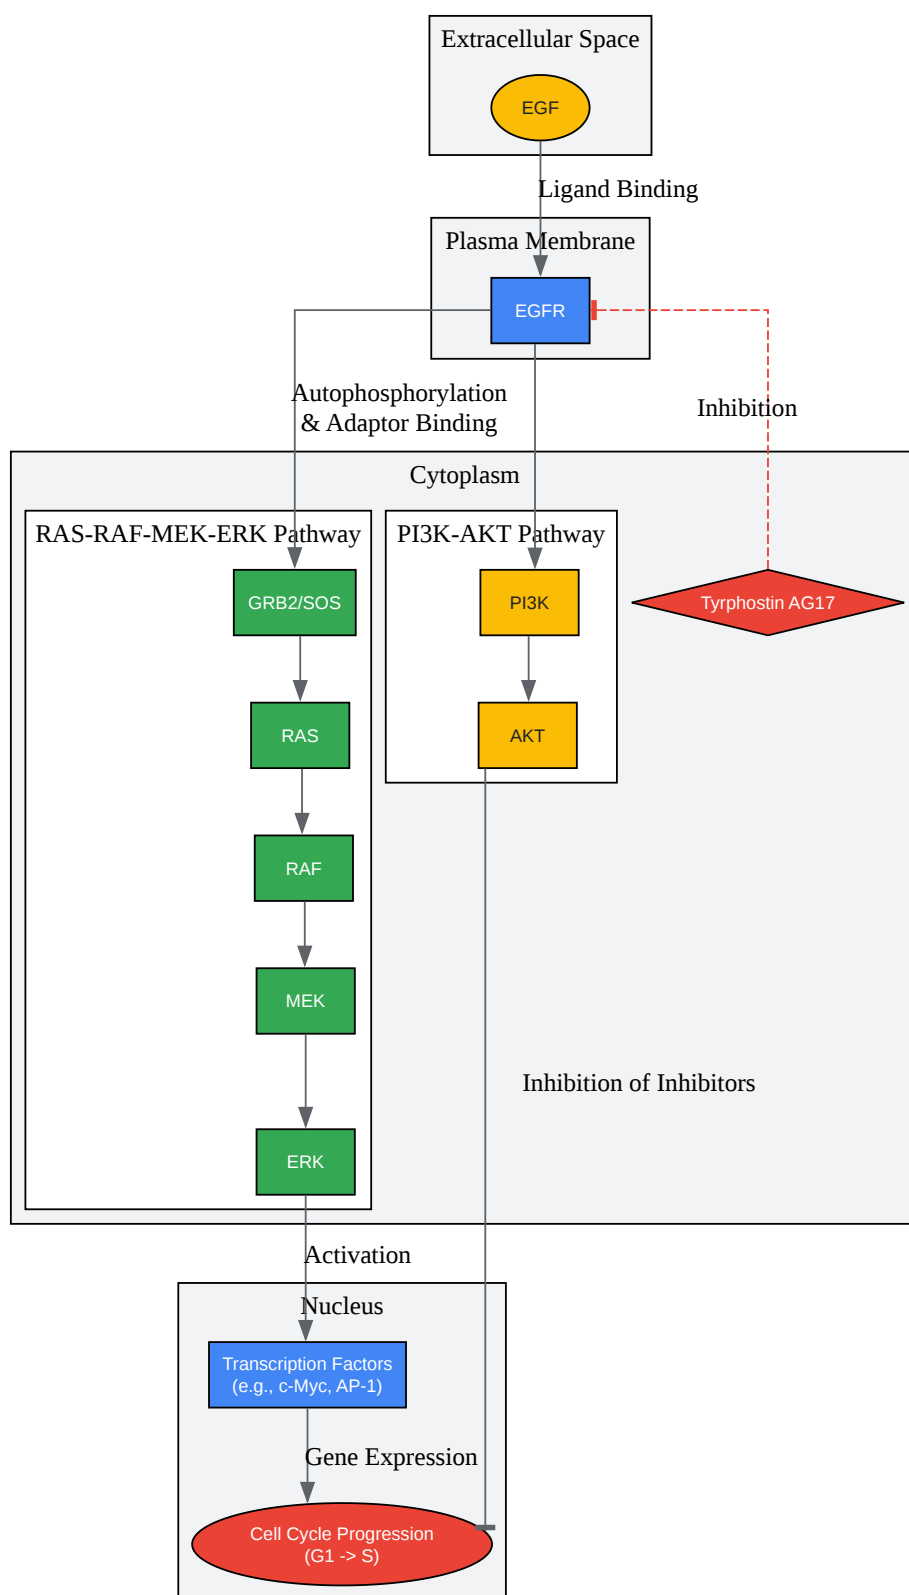 Extracellular Space
EGF
Ligand Binding
Plasma Membrane
EGFR
Autophosphorylation
& Adaptor Binding
Inhibition
Cytoplasm
RAS-RAF-MEK-ERK Pathway
PI3K-AKT Pathway
GRB2/SOS
PI3K
Tyrphostin AG17
RAS
AKT
RAF
MEK
Inhibition of Inhibitors
ERK
Activation
Nucleus
Transcription Factors
(e.g., c-Myc, AP-1)
Gene Expression
Cell Cycle Progression
(G1 -> S)